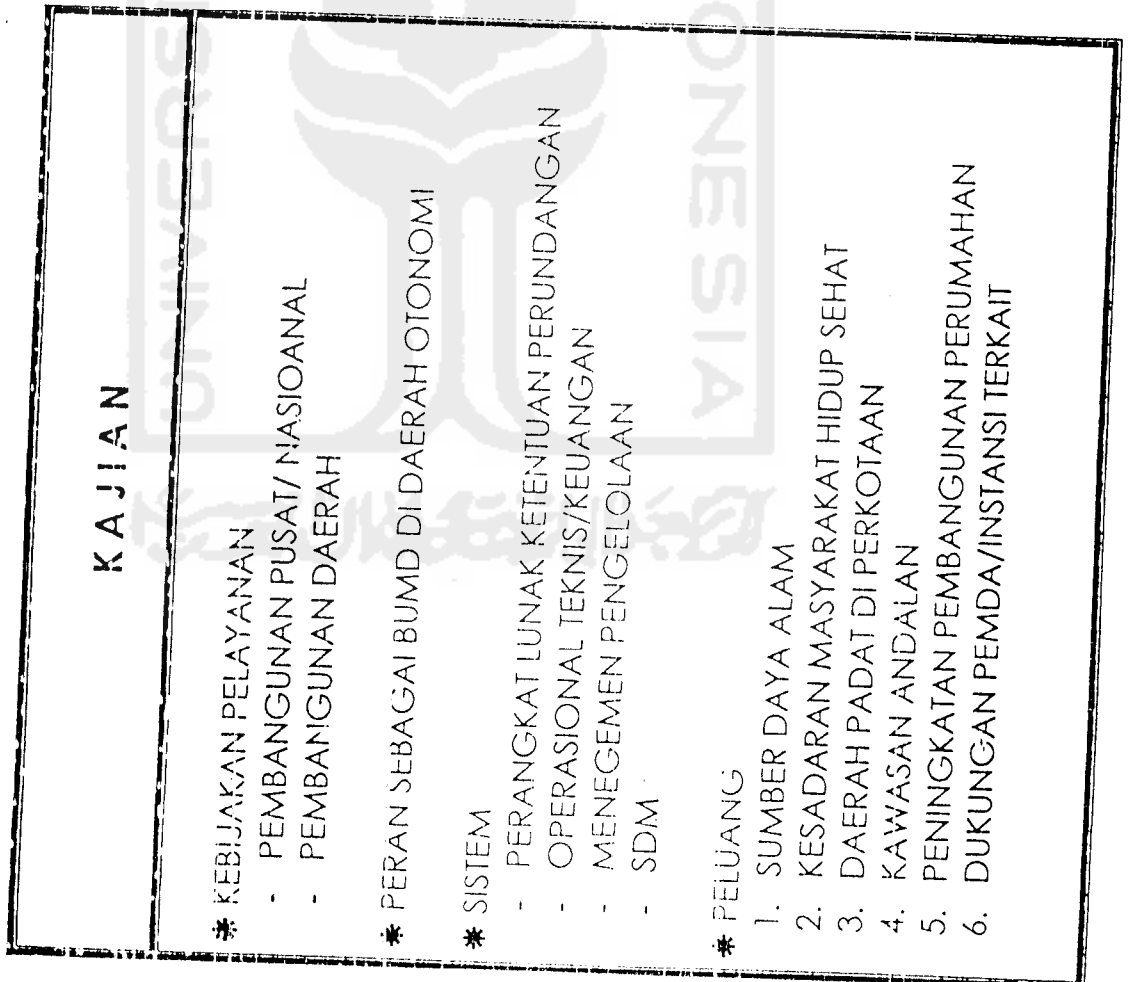 KAJIAN
* KEBIJAKAN PELAYANAN
- PEMBANGUNAN PUSAT/ NASIOANAL
- PEMBANGUNAN DAERAH
* PERAN SEBAGAI BUMD DI DAERAH OTONOMI
* SISTEM
- PERANGKAT LUNAK KETENTUAN PERUNDANGAN
- OPERASIONAL TEKNIS/KEUANGAN
- MENEGEMEN PENGELOLAAN
- SDM
* PELUANG
1. SUMBER DAYA ALAM
2. KESADARAN MASYARAKAT HIDUP SEHAT
3. DAERAH PADAT DI PERKOTAAN
4. KAWASAN ANDALAN
5. PENINGKATAN PEMBANGUNAN PERUMAHAN
6. DUKUNGAN PEMDA/INSTANSI TERKAIT